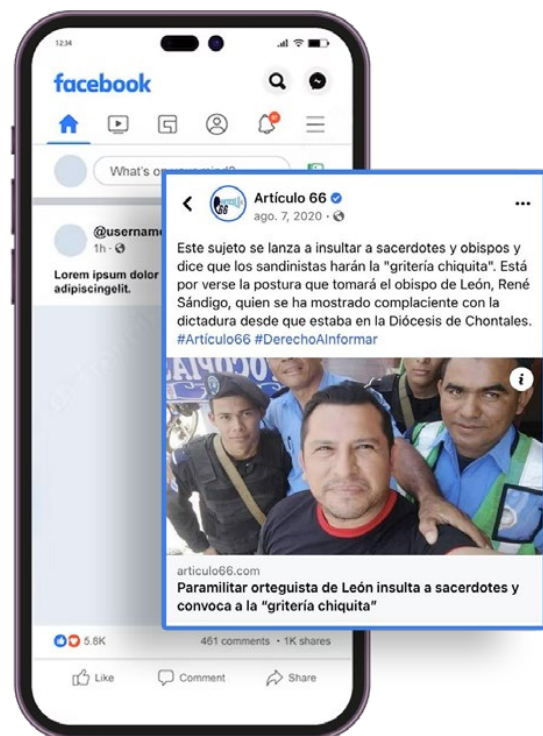 12:34
facebook
What's on your mind?
@username
1h
Lorem ipsum dolor
adipiscingelit.
Artículo 66
ago. 7, 2020
Este sujeto se lanza a insultar a sacerdotes y obispos y
dice que los sandinistas harán la "gritería chiquita". Está
por verse la postura que tomará el obispo de León, René
Sándigo, quien se ha mostrado complaciente con la
dictadura desde que estaba en la Diócesis de Chontales.
#Artículo66 #DerechoAInformar
articulo66.com
Paramilitar orteguista de León insulta a sacerdotes y
convoca a la “gritería chiquita”
5.8K 461 comments • 1K shares
Like Comment Share